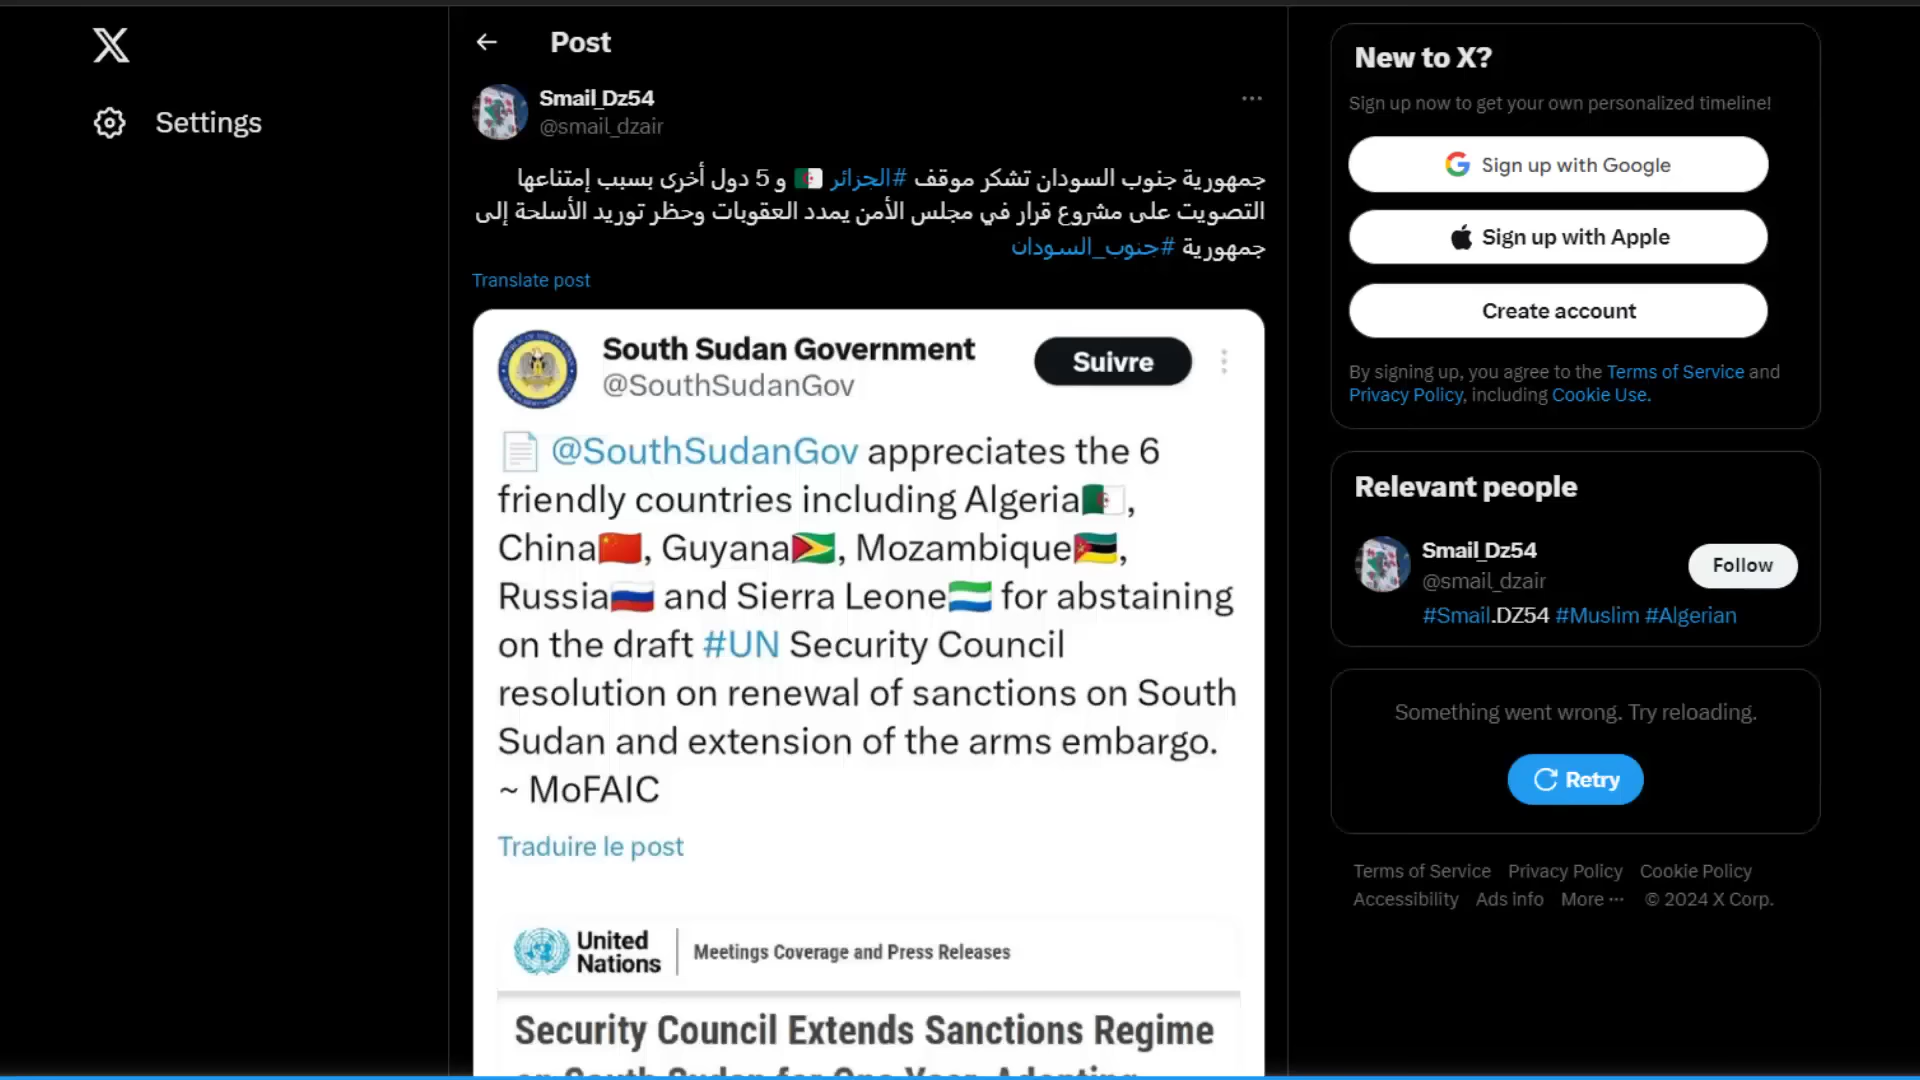 Settings
Post
Smail_Dz54
@smail_dzair
جمهورية جنوب السودان تشكر موقف #الجزائر و 5 دول أخرى بسبب إمتناعها
التصويت على مشروع قرار في مجلس الأمن يمدد العقوبات وحظر توريد الأسلحة إلى
جمهورية #جنوب_السودان
Translate post
South Sudan Government
@SouthSudanGov
Suivre
@SouthSudanGov appreciates the 6
friendly countries including Algeria,
China, Guyana, Mozambique,
Russia and Sierra Leone for abstaining
on the draft #UN Security Council
resolution on renewal of sanctions on South
Sudan and extension of the arms embargo.
~ MoFAIC
Traduire le post
United
Nations
Meetings Coverage and Press Releases
Security Council Extends Sanctions Regime
on South Sudan for One Year, Adopting
New to X?
Sign up now to get your own personalized timeline!
Sign up with Google
Sign up with Apple
Create account
By signing up, you agree to the Terms of Service and
Privacy Policy, including Cookie Use.
Relevant people
Smail_Dz54
@smail_dzair
Follow
#Smail.DZ54 #Muslim #Algerian
Something went wrong. Try reloading.
Retry
Terms of Service Privacy Policy Cookie Policy
Accessibility Ads info More ··· © 2024 X Corp.